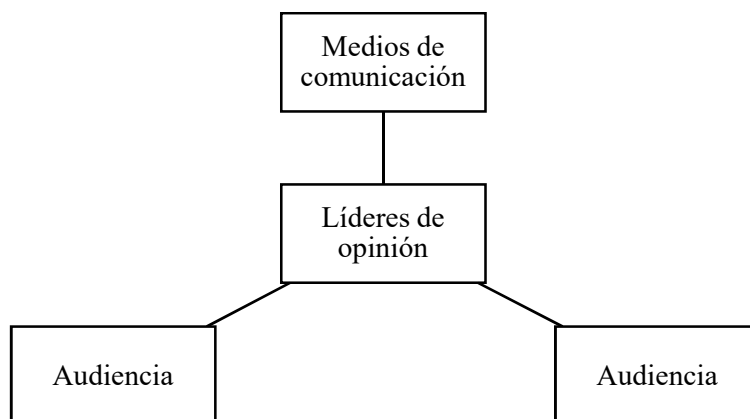 Medios de
comunicación
Líderes de
opinión
Audiencia
Audiencia